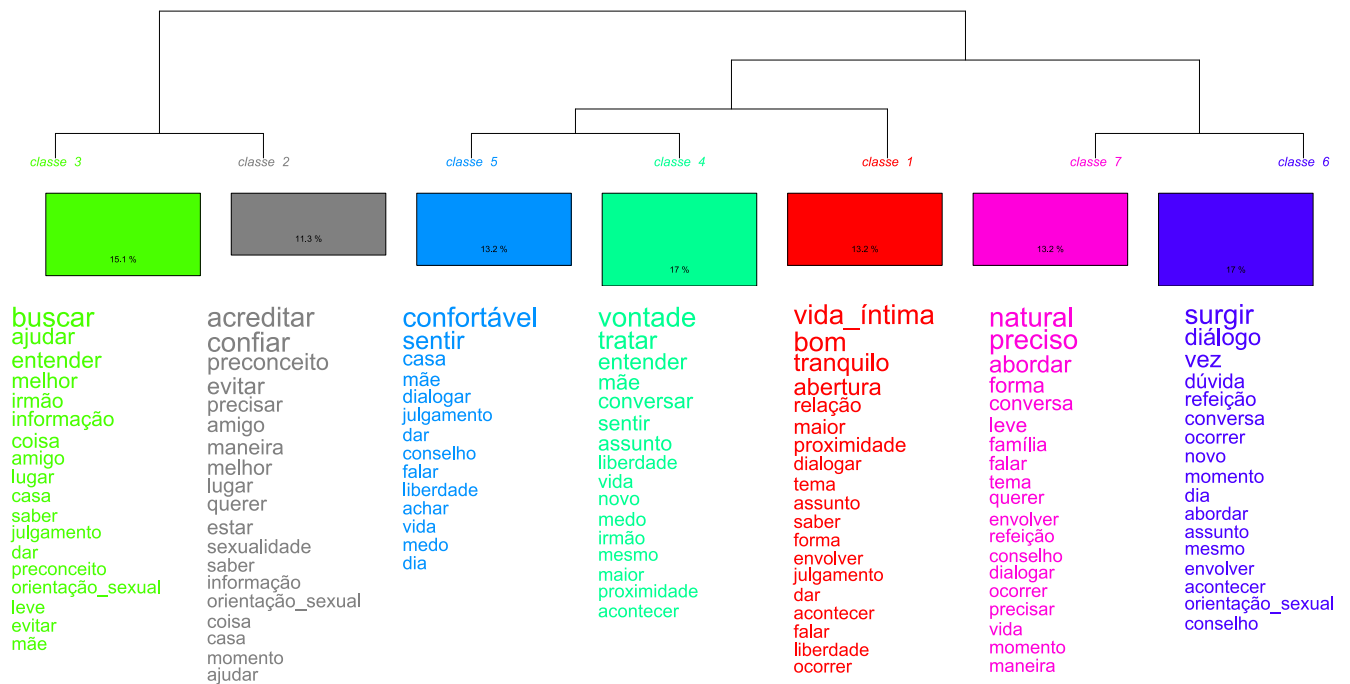 classe 3
classe 2
classe 5
classe 4
classe 1
classe 7
classe 6
15.1 %
11.3 %
13.2 %
17 %
13.2 %
13.2 %
17 %
buscar
ajudar
entender
melhor
irmão
informação
coisa
amigo
lugar
casa
saber
julgamento
dar
preconceito
orientação_sexual
leve
evitar
mãe
acreditar
confiar
preconceito
evitar
precisar
amigo
maneira
melhor
lugar
querer
estar
sexualidade
saber
informação
orientação_sexual
coisa
casa
momento
ajudar
confortável
sentir
casa
mãe
dialogar
julgamento
dar
conselho
falar
liberdade
achar
vida
medo
dia
vontade
tratar
entender
mãe
conversar
sentir
assunto
liberdade
vida
novo
medo
irmão
mesmo
maior
proximidade
acontecer
vida_íntima
bom
tranquilo
abertura
relação
maior
proximidade
dialogar
tema
assunto
saber
forma
envolver
julgamento
dar
acontecer
falar
liberdade
ocorrer
natural
preciso
abordar
forma
conversa
leve
família
falar
tema
querer
envolver
refeição
conselho
dialogar
ocorrer
precisar
vida
momento
maneira
surgir
diálogo
vez
dúvida
refeição
conversa
ocorrer
novo
momento
dia
abordar
assunto
mesmo
envolver
acontecer
orientação_sexual
conselho